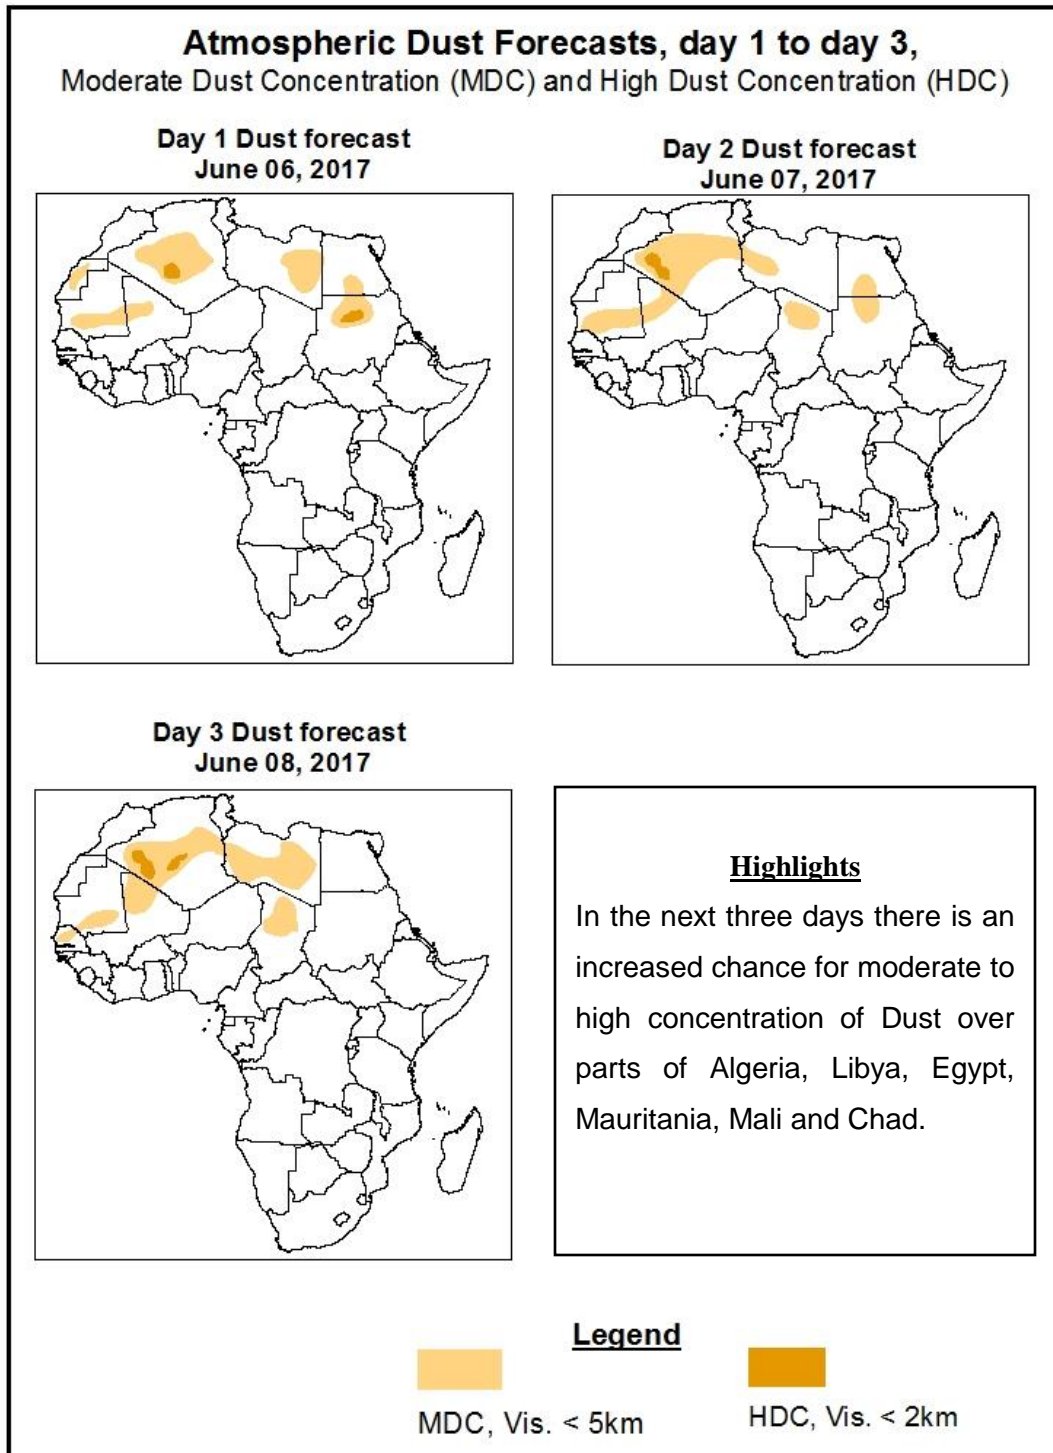 Atmospheric Dust Forecasts, day 1 to day 3,
Moderate Dust Concentration (MDC) and High Dust Concentration (HDC)
Day 1 Dust forecast
June 06, 2017
Day 2 Dust forecast
June 07, 2017
Day 3 Dust forecast
June 08, 2017
Highlights
In the next three days there is an
increased chance for moderate to
high concentration of Dust over
parts of Algeria, Libya, Egypt,
Mauritania, Mali and Chad.
Legend
MDC, Vis. < 5km
HDC, Vis. < 2km